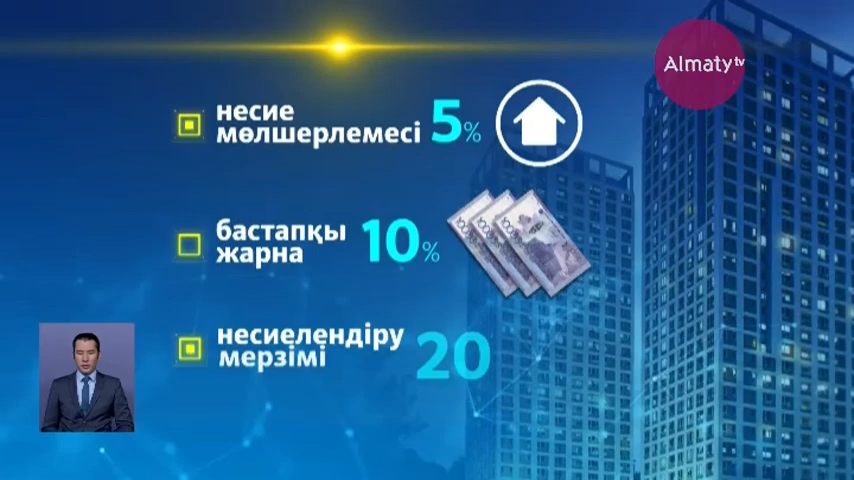 Almaty tv
несие
мөлшерлемесі 5%
бастапқы
жарна 10%
несиелендіру
мерзімі 20